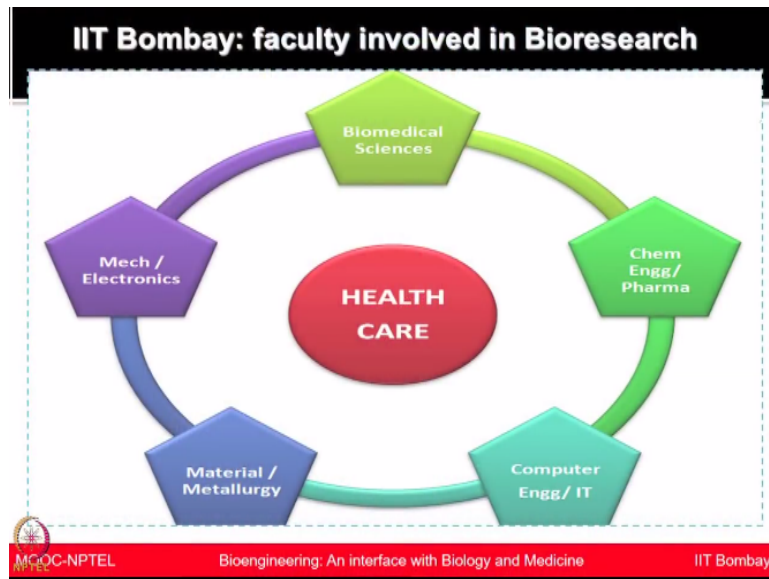 IIT Bombay: faculty involved in Bioresearch
Biomedical
Sciences
Mech /
Electronics
Chem
Engg/
Pharma
HEALTH
CARE
Material /
Metallurgy
Computer
Engg/ IT
MOOC-NPTEL
NPTEL
Bioengineering: An interface with Biology and Medicine
IIT Bombay